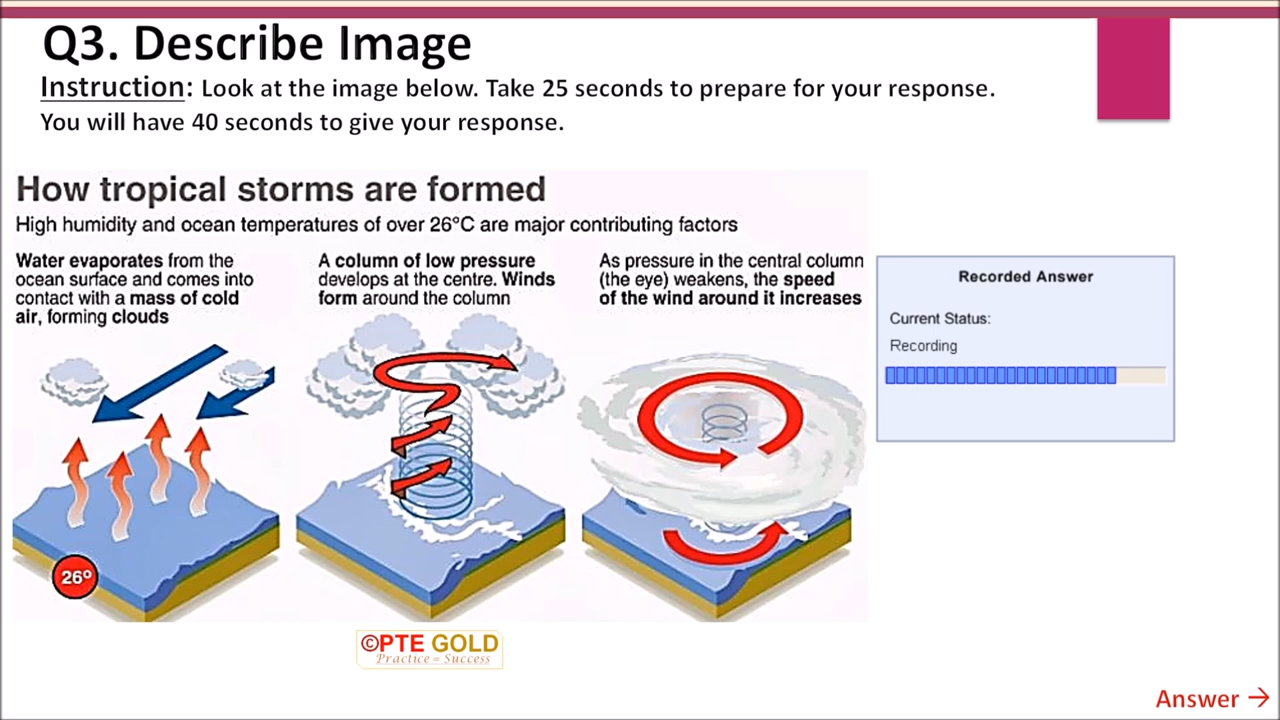 Q3. Describe Image
Instruction: Look at the image below. Take 25 seconds to prepare for your response.
You will have 40 seconds to give your response.
How tropical storms are formed
High humidity and ocean temperatures of over 26°C are major contributing factors
Water evaporates from the
ocean surface and comes into
contact with a mass of cold
air, forming clouds
A column of low pressure
develops at the centre. Winds
form around the column
As pressure in the central column
(the eye) weakens, the speed
of the wind around it increases
26º
Recorded Answer
Current Status:
Recording
©PTE GOLD
Practice = Success
Answer →